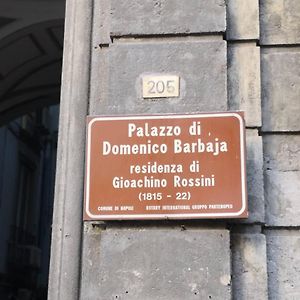 205
Palazzo di
Domenico Barbaja
residenza di
Gioachino Rossini
(1815 - 22)
COMUNE DI NAPOLI ROTARY INTERNATIONAL GRUPPO PARTENOPEO